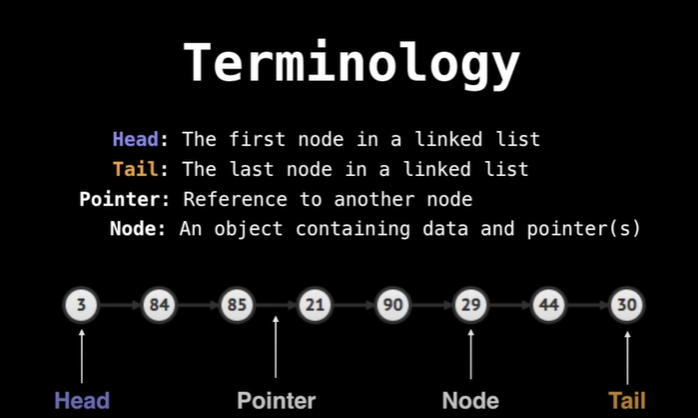 Terminology
Head: The first node in a linked list
Tail: The last node in a linked list
Pointer: Reference to another node
Node: An object containing data and pointer(s)
3 84 85 21 90 29 44 30
Head Pointer Node Tail